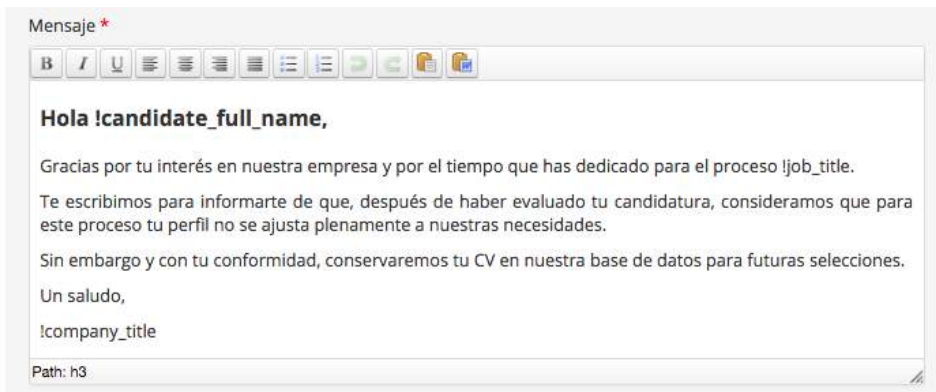 Mensaje *
B I U
Hola !candidate_full_name,
Gracias por tu interés en nuestra empresa y por el tiempo que has dedicado para el proceso !job_title.
Te escribimos para informarte de que, después de haber evaluado tu candidatura, consideramos que para
este proceso tu perfil no se ajusta plenamente a nuestras necesidades.
Sin embargo y con tu conformidad, conservaremos tu CV en nuestra base de datos para futuras selecciones.
Un saludo,
!company_title
Path: h3